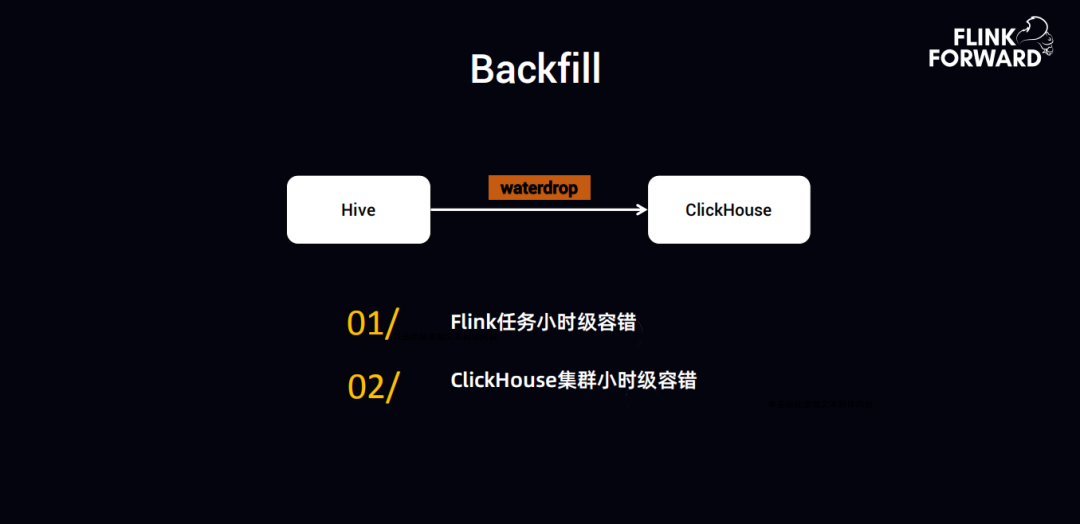 FLINK
FORWARD
Backfill
waterdrop
Hive
ClickHouse
01/
Flink任务小时级容错
02/
ClickHouse集群小时级容错